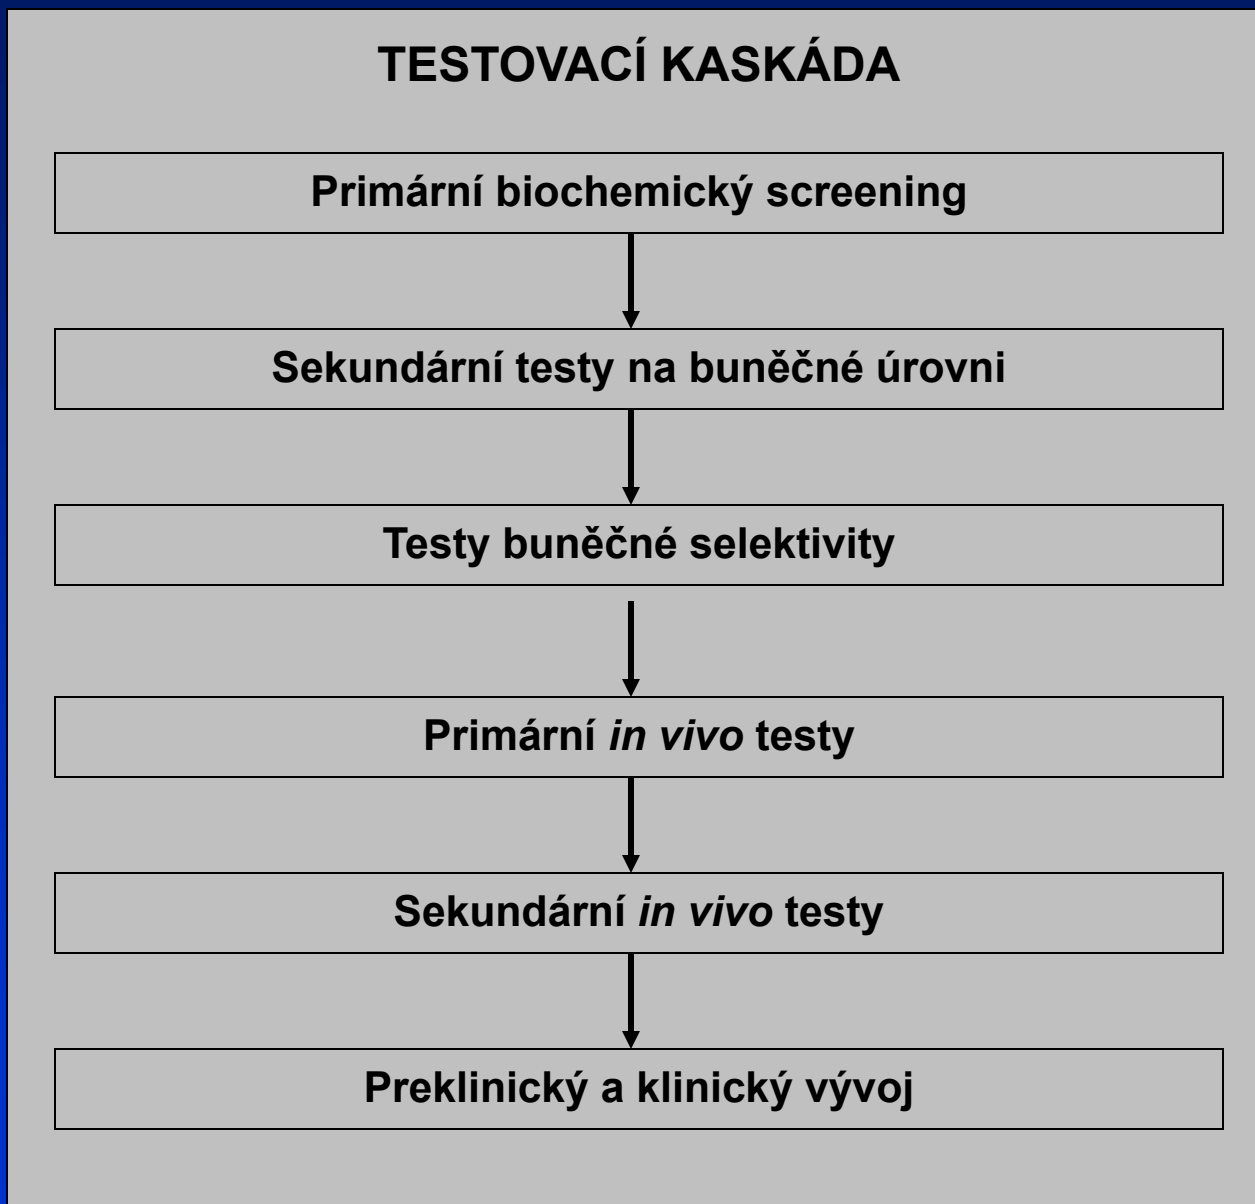 TESTOVACÍ KASKÁDA
Primární biochemický screening
Sekundární testy na buněčné úrovni
Testy buněčné selektivity
Primární in vivo testy
Sekundární in vivo testy
Preklinický a klinický vývoj